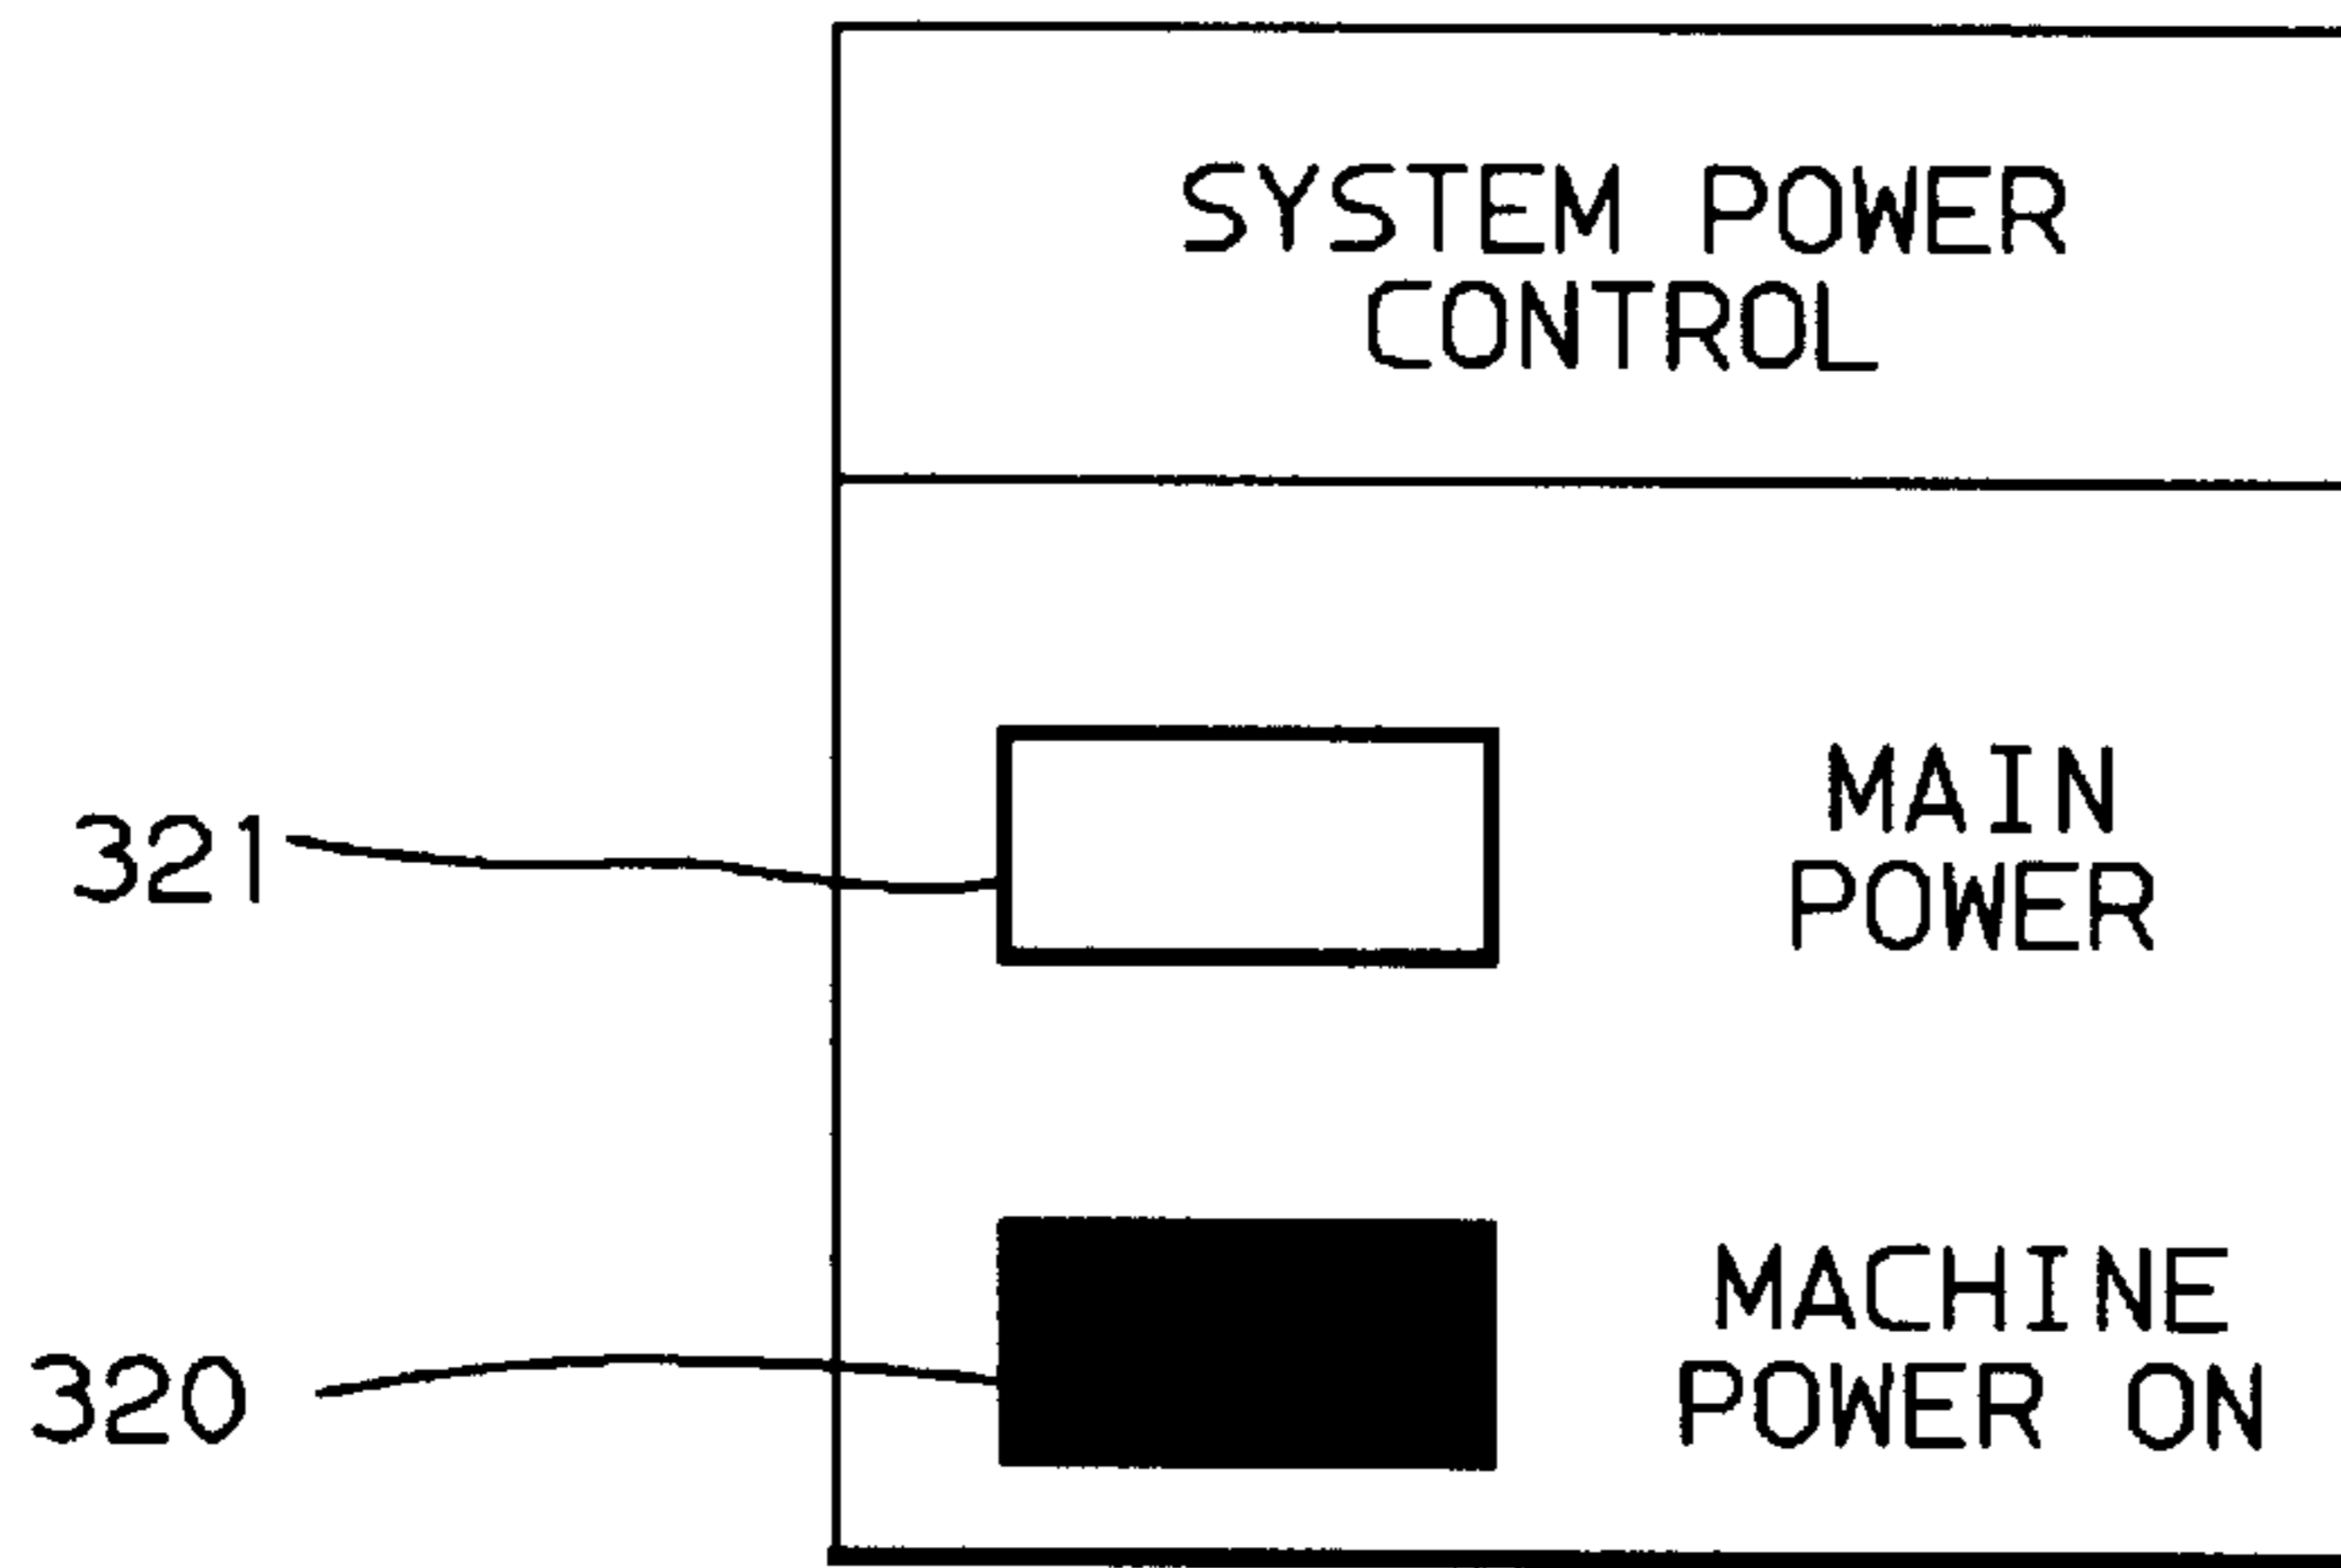 SYSTEM POWER
CONTROL
321
MAIN
POWER
320
MACHINE
POWER ON